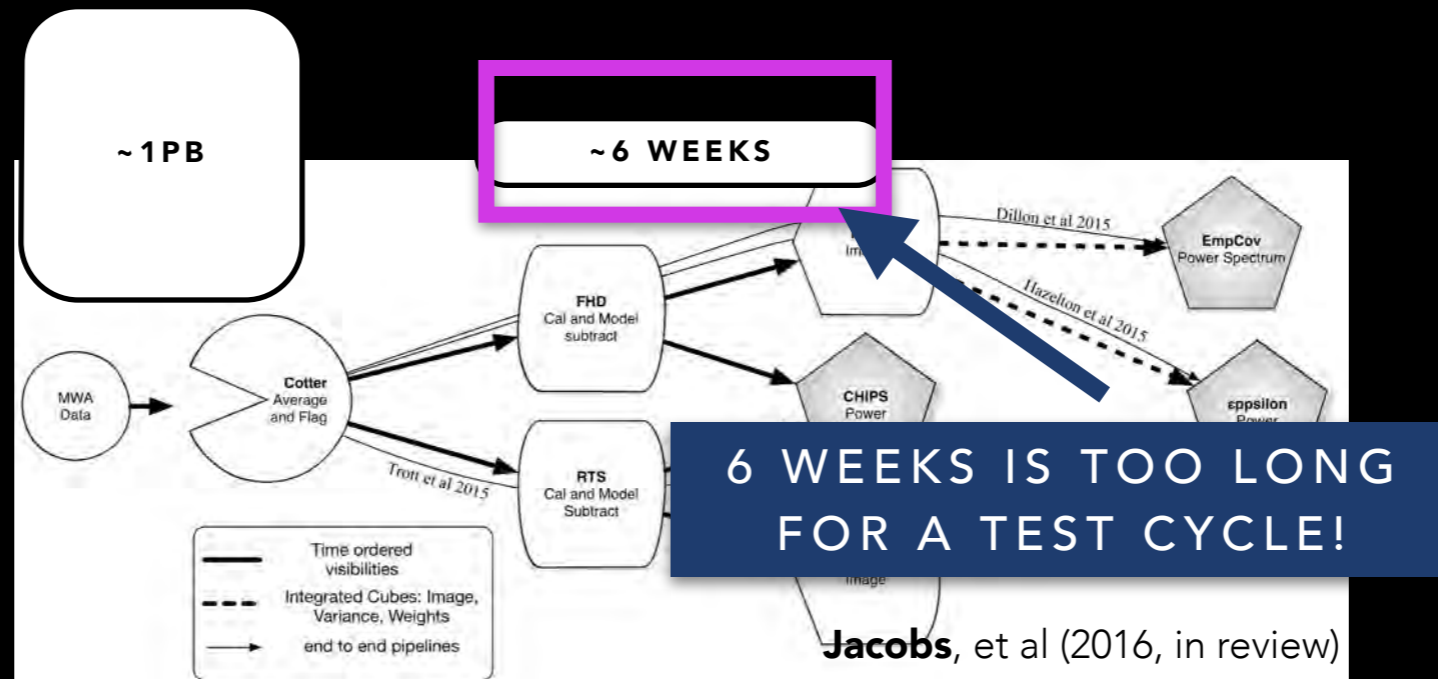 ~1PB
~6 WEEKS
Dillon et al 2015
EmpCov
Power Spectrum
Hazelton et al 2015
FHD
Cal and Model
subtract
MWA
Data
Cotter
Average
and Flag
CHIPS
Power
εppsilon
Power
Trott et al 2015
RTS
Cal and Model
Subtract
6 WEEKS IS TOO LONG
FOR A TEST CYCLE!
Image
Time ordered
visibilities
Integrated Cubes: Image,
Variance, Weights
end to end pipelines
Jacobs, et al (2016, in review)